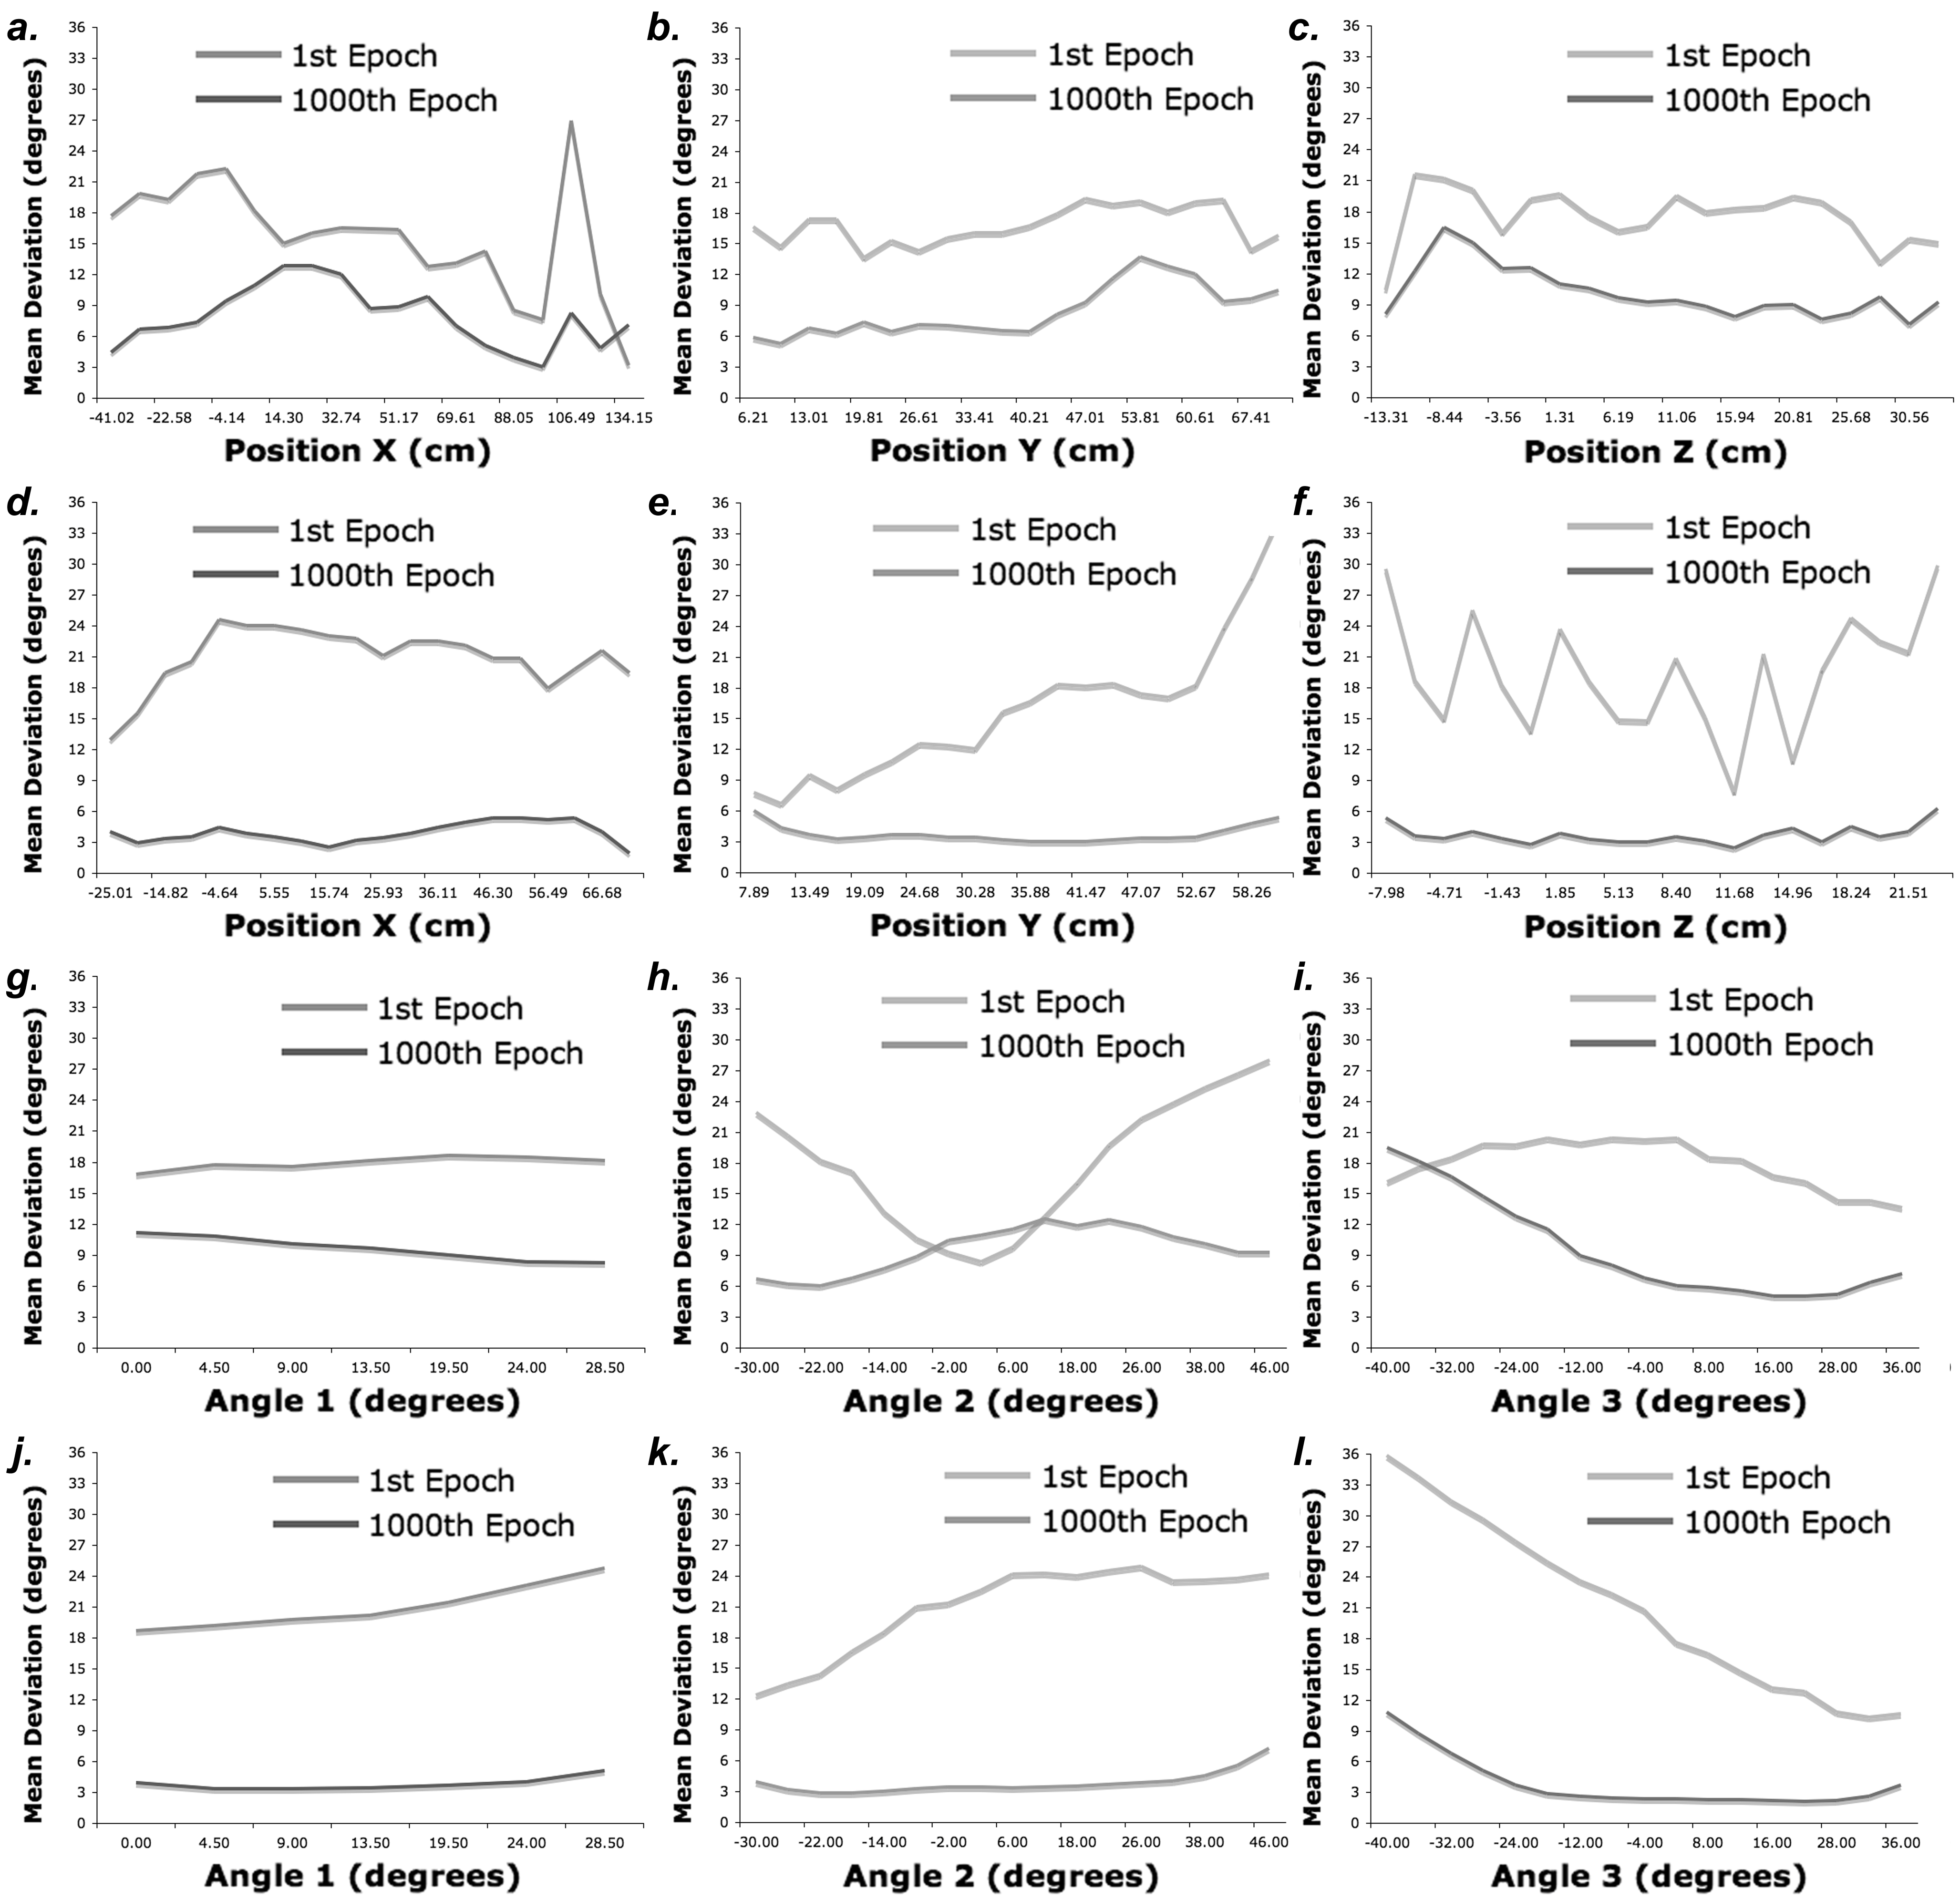 a.
Mean Deviation (degrees)
36
33
30
27
24
21
18
15
12
9
6
3
0
1st Epoch
1000th Epoch
-41.02 -22.58 -4.14 14.30 32.74 51.17 69.61 88.05 106.49 134.15
Position X (cm)
b.
Mean Deviation (degrees)
36
33
30
27
24
21
18
15
12
9
6
3
0
1st Epoch
1000th Epoch
6.21 13.01 19.81 26.61 33.41 40.21 47.01 53.81 60.61 67.41
Position Y (cm)
c.
Mean Deviation (degrees)
36
33
30
27
24
21
18
15
12
9
6
3
0
1st Epoch
1000th Epoch
-13.31 -8.44 -3.56 1.31 6.19 11.06 15.94 20.81 25.68 30.56
Position Z (cm)
d.
Mean Deviation (degrees)
36
33
30
27
24
21
18
15
12
9
6
3
0
1st Epoch
1000th Epoch
-25.01 -14.82 -4.64 5.55 15.74 25.93 36.11 46.30 56.49 66.68
Position X (cm)
e.
Mean Deviation (degrees)
36
33
30
27
24
21
18
15
12
9
6
3
0
1st Epoch
1000th Epoch
7.89 13.49 19.09 24.68 30.28 35.88 41.47 47.07 52.67 58.26
Position Y (cm)
f.
Mean Deviation (degrees)
36
33
30
27
24
21
18
15
12
9
6
3
0
1st Epoch
1000th Epoch
-7.98 -4.71 -1.43 1.85 5.13 8.40 11.68 14.96 18.24 21.51
Position Z (cm)
g.
Mean Deviation (degrees)
36
33
30
27
24
21
18
15
12
9
6
3
0
1st Epoch
1000th Epoch
0.00 4.50 9.00 13.50 19.50 24.00 28.50
Angle 1 (degrees)
h.
Mean Deviation (degrees)
36
33
30
27
24
21
18
15
12
9
6
3
0
1st Epoch
1000th Epoch
-30.00 -22.00 -14.00 -2.00 6.00 18.00 26.00 38.00 46.00
Angle 2 (degrees)
i.
Mean Deviation (degrees)
36
33
30
27
24
21
18
15
12
9
6
3
0
1st Epoch
1000th Epoch
-40.00 -32.00 -24.00 -12.00 -4.00 8.00 16.00 28.00 36.00
Angle 3 (degrees)
j.
Mean Deviation (degrees)
36
33
30
27
24
21
18
15
12
9
6
3
0
1st Epoch
1000th Epoch
0.00 4.50 9.00 13.50 19.50 24.00 28.50
Angle 1 (degrees)
k.
Mean Deviation (degrees)
36
33
30
27
24
21
18
15
12
9
6
3
0
1st Epoch
1000th Epoch
-30.00 -22.00 -14.00 -2.00 6.00 18.00 26.00 38.00 46.00
Angle 2 (degrees)
l.
Mean Deviation (degrees)
36
33
30
27
24
21
18
15
12
9
6
3
0
1st Epoch
1000th Epoch
-40.00 -32.00 -24.00 -12.00 -4.00 8.00 16.00 28.00 36.00
Angle 3 (degrees)